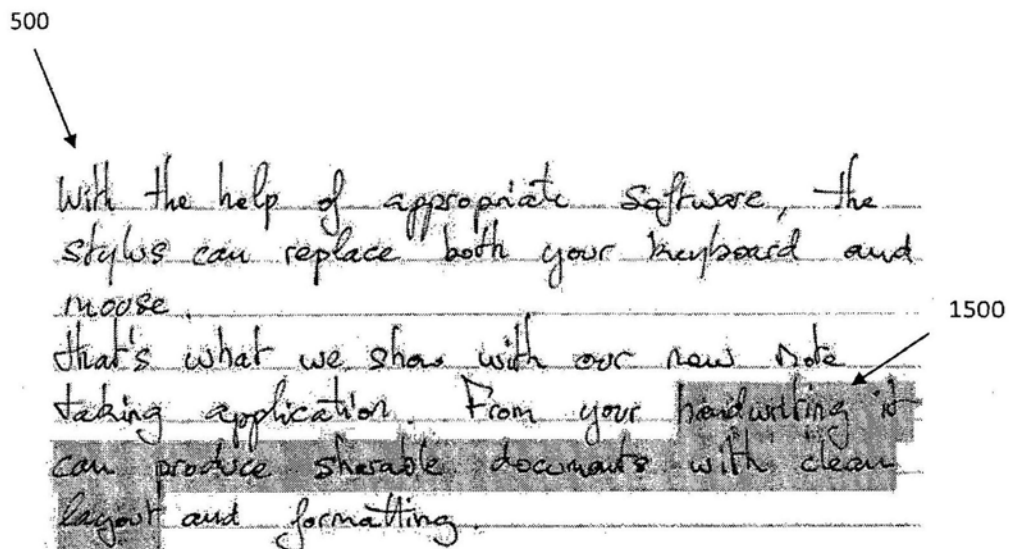 500
With the help of appropriate software, the
stylus can replace both your keyboard and
mouse.
that's what we show with our new note
1500
taking application. From your handwriting it
can produce sharable documents with clean
layout and formatting.